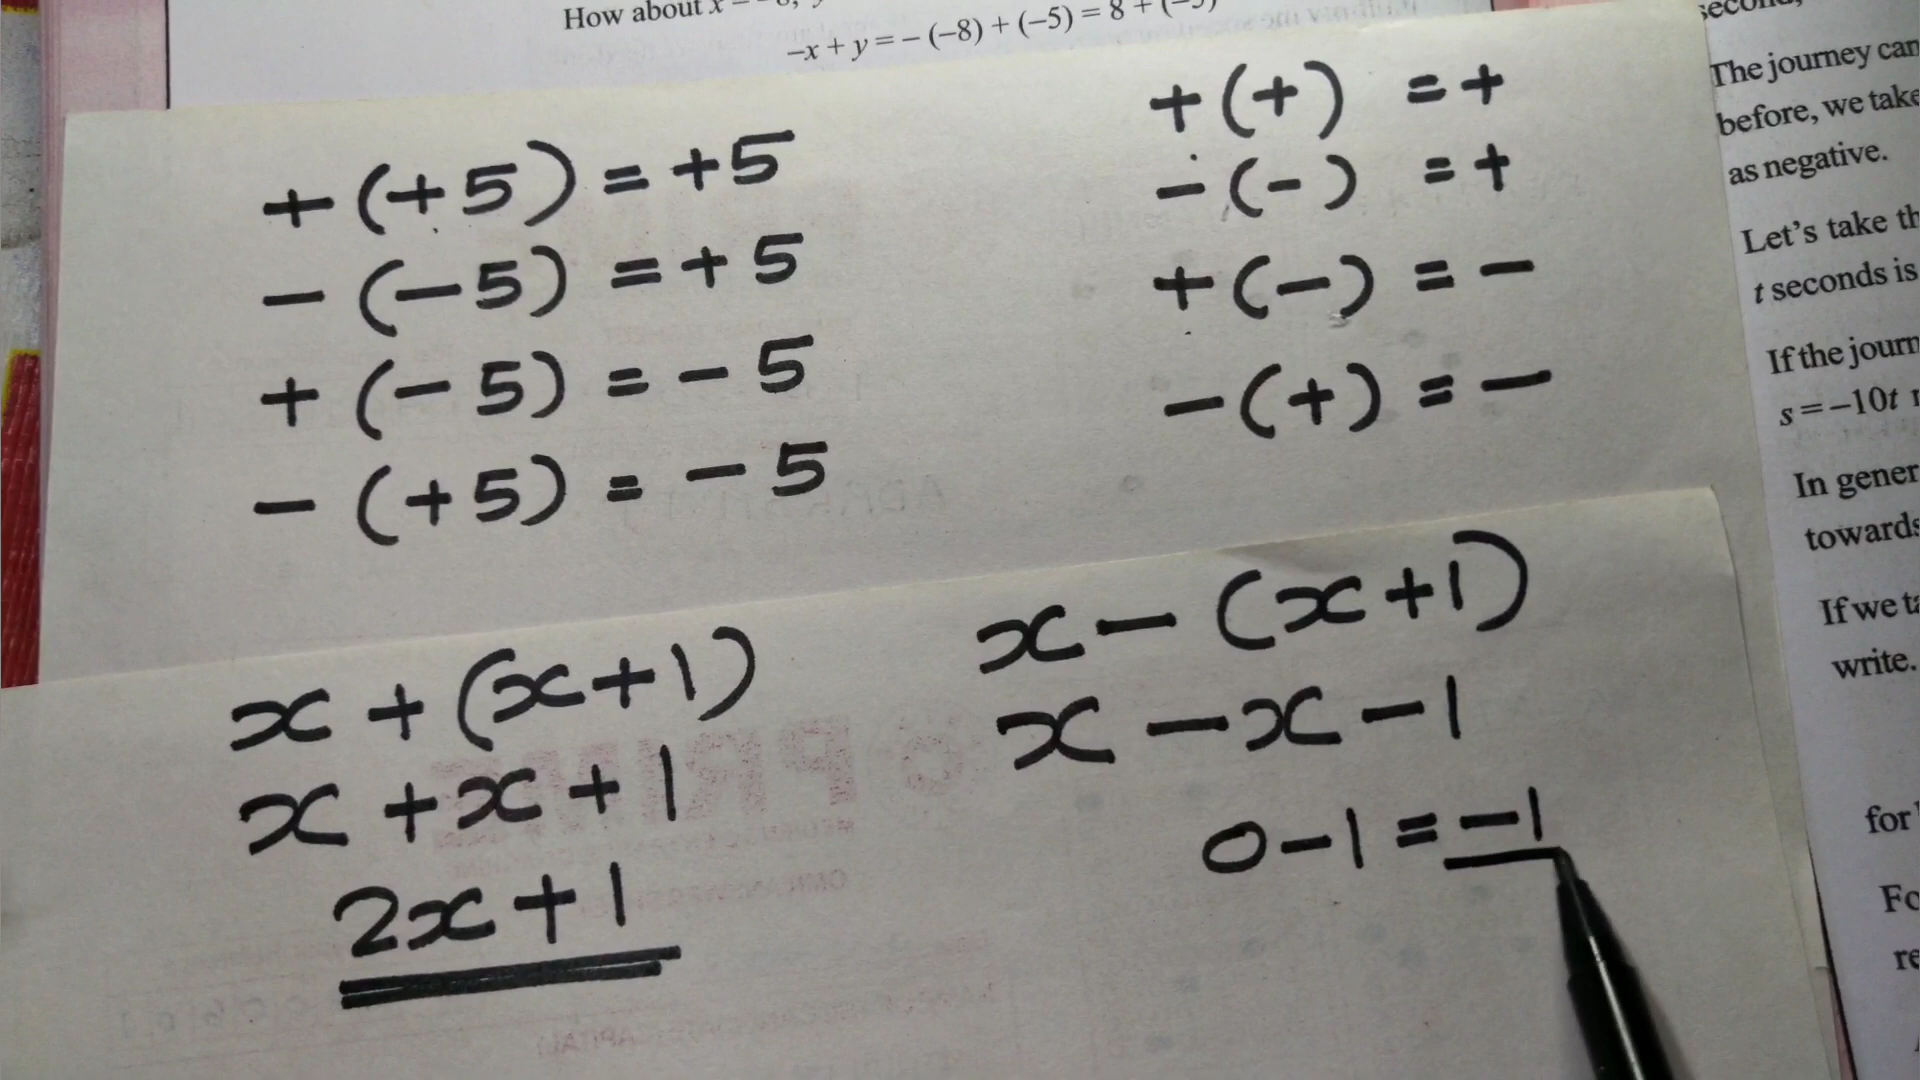 How about x
−x + y = − (−8) + (−5) = 8 +
+ (+5) = +5
− (−5) = +5
+ (−5) = −5
− (+5) = −5
+ (+) = +
− (−) = +
+ (−) = −
− (+) = −
x + (x+1)
x + x + 1
2x + 1
x − (x+1)
x − x − 1
0 − 1 = −1
The journey can
before, we take
as negative.
Let's take
t seconds is
If the journ
s = −10t
In gener
towards
If we
write.
for
Fo
re